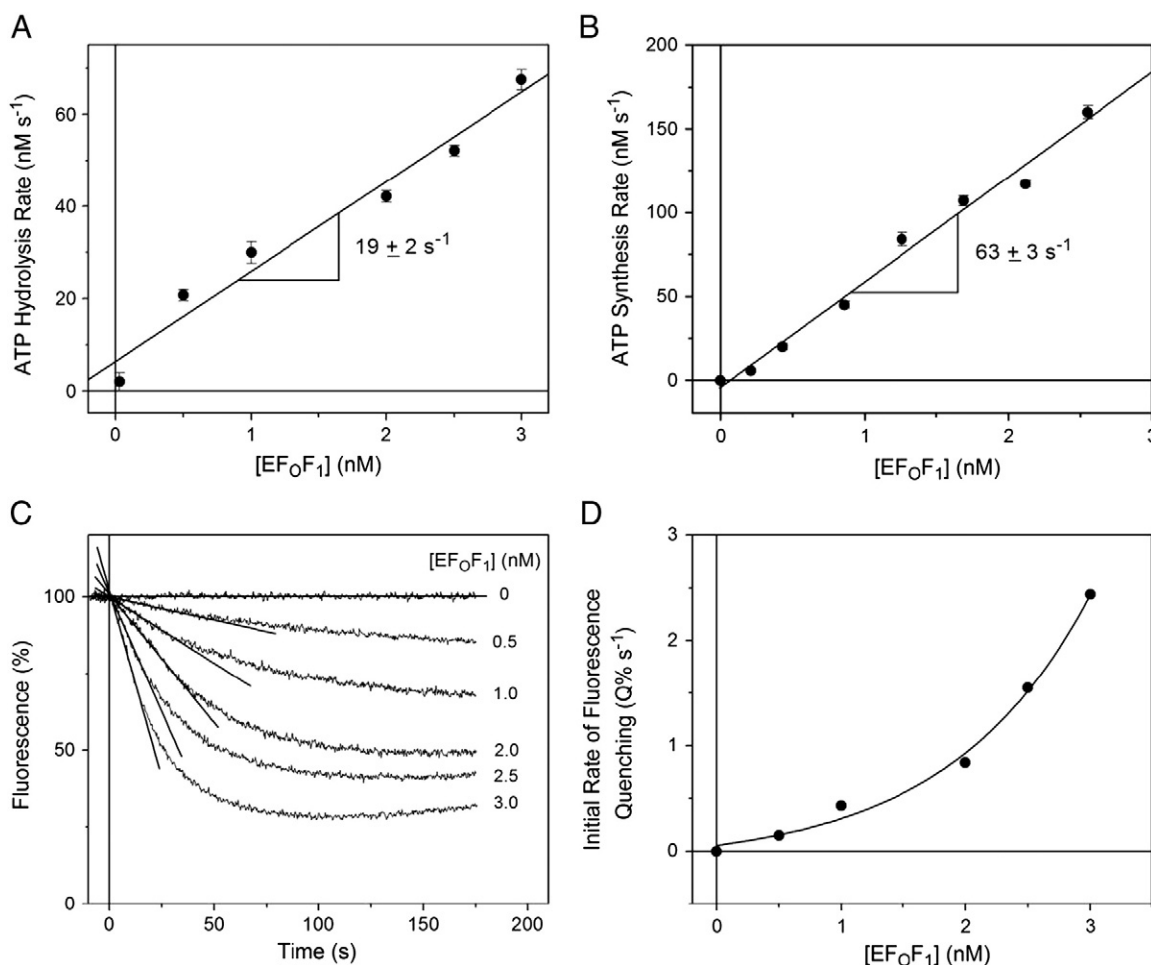 A
ATP Hydrolysis Rate (nM s⁻¹)
60
40
20
0
19 ± 2 s⁻¹
0
1
2
3
[EFOF1] (nM)
B
ATP Synthesis Rate (nM s⁻¹)
200
150
100
50
0
63 ± 3 s⁻¹
0
1
2
3
[EFOF1] (nM)
C
Fluorescence (%)
100
50
0
[EFOF1] (nM)
0
0.5
1.0
2.0
2.5
3.0
0
50
100
150
200
Time (s)
D
Initial Rate of Fluorescence
Quenching (Q% s⁻¹)
3
2
1
0
0
1
2
3
[EFOF1] (nM)